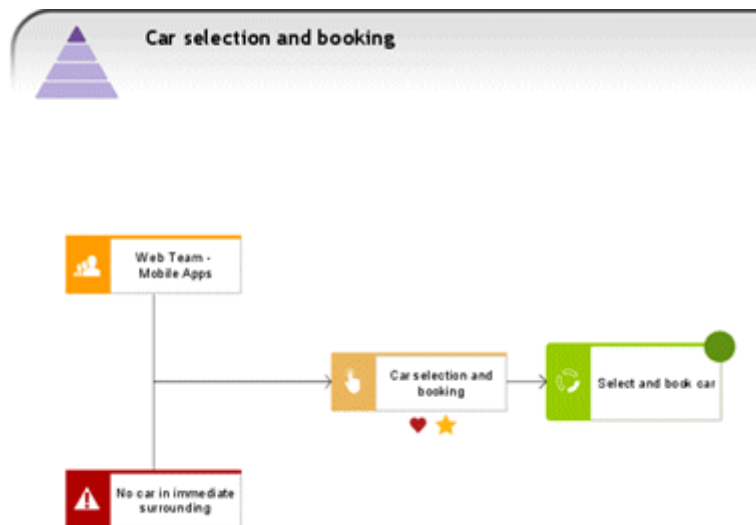 Car selection and booking
Web Team -
Mobile Apps
Car selection and
booking
Select and book car
No car in immediate
surrounding